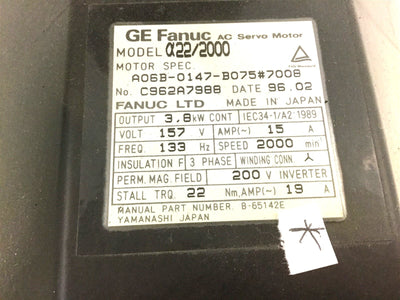 GE Fanuc AC Servo Motor
MODEL α22/2000
MOTOR SPEC.
A06B-0147-B075#7008
No. C962A7988 DATE 96.02
FANUC LTD MADE IN JAPAN
OUTPUT 3.8kW CONT IEC34-1/A2 1989
VOLT 157 V AMP(~) 15 A
FREQ. 133 Hz SPEED 2000 min⁻¹
INSULATION F 3 PHASE WINDING CONN. 人
PERM. MAG. FIELD 200 V INVERTER
STALL TRQ. 22 Nm, AMP(~) 19 A
MANUAL PART NUMBER. B-65142E
YAMANASHI JAPAN